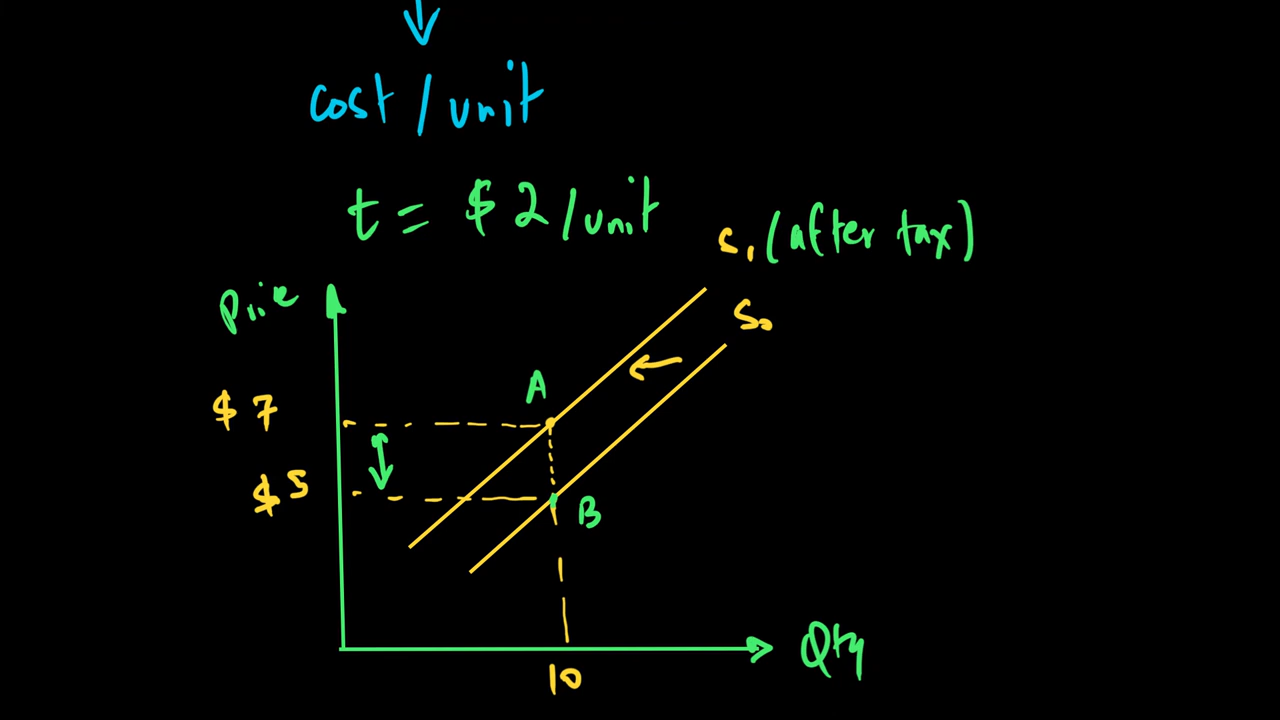 cost/unit
t = $2/unit
S₁ (after tax)
Price
S₀
A
$7
$5
B
Qty
10